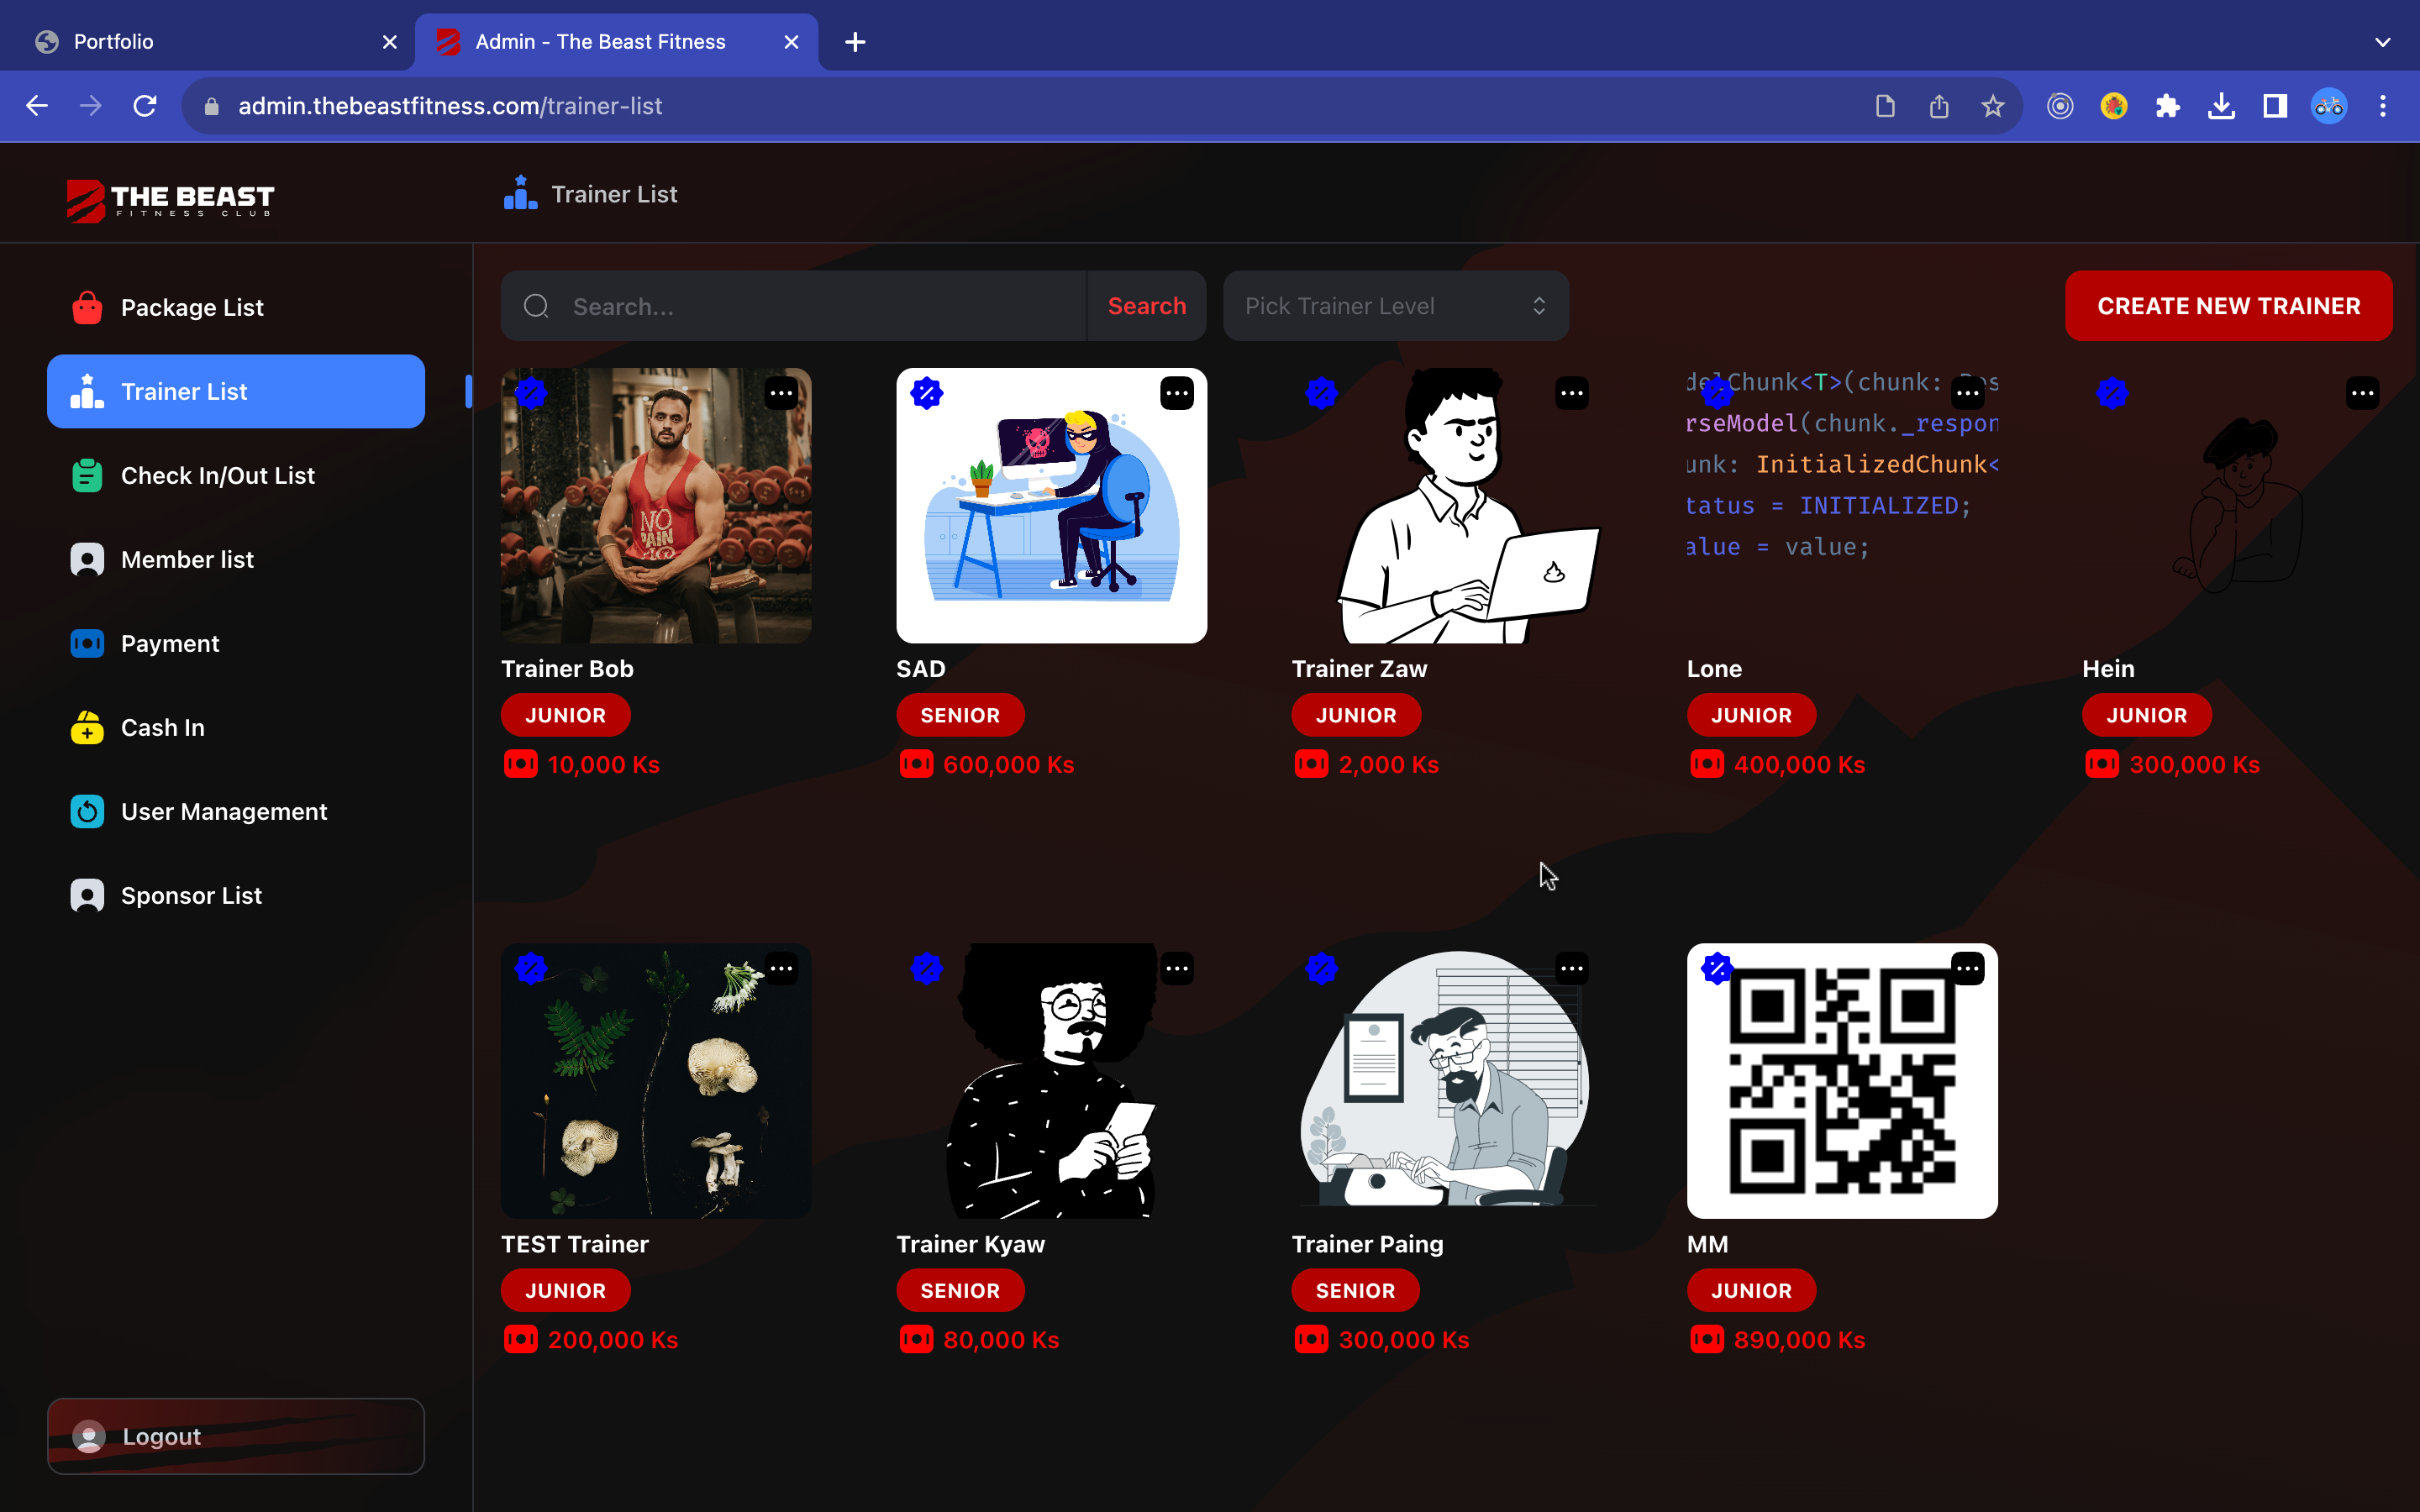 Portfolio
Admin - The Beast Fitness
admin.thebeastfitness.com/trainer-list
THE BEAST
FITNESS CLUB
Trainer List
Package List
Trainer List
Check In/Out List
Member list
Payment
Cash In
User Management
Sponsor List
Logout
Search...
Search
Pick Trainer Level
CREATE NEW TRAINER
NO
PAIN
NO
Trainer Bob
JUNIOR
10,000 Ks
SAD
SENIOR
600,000 Ks
Trainer Zaw
JUNIOR
2,000 Ks
delChunk<T>(chunk: Res
rseModel(chunk._respon
unk: InitializedChunk<
tatus = INITIALIZED;
alue = value;
Lone
JUNIOR
400,000 Ks
Hein
JUNIOR
300,000 Ks
TEST Trainer
JUNIOR
200,000 Ks
Trainer Kyaw
SENIOR
80,000 Ks
Trainer Paing
SENIOR
300,000 Ks
MM
JUNIOR
890,000 Ks